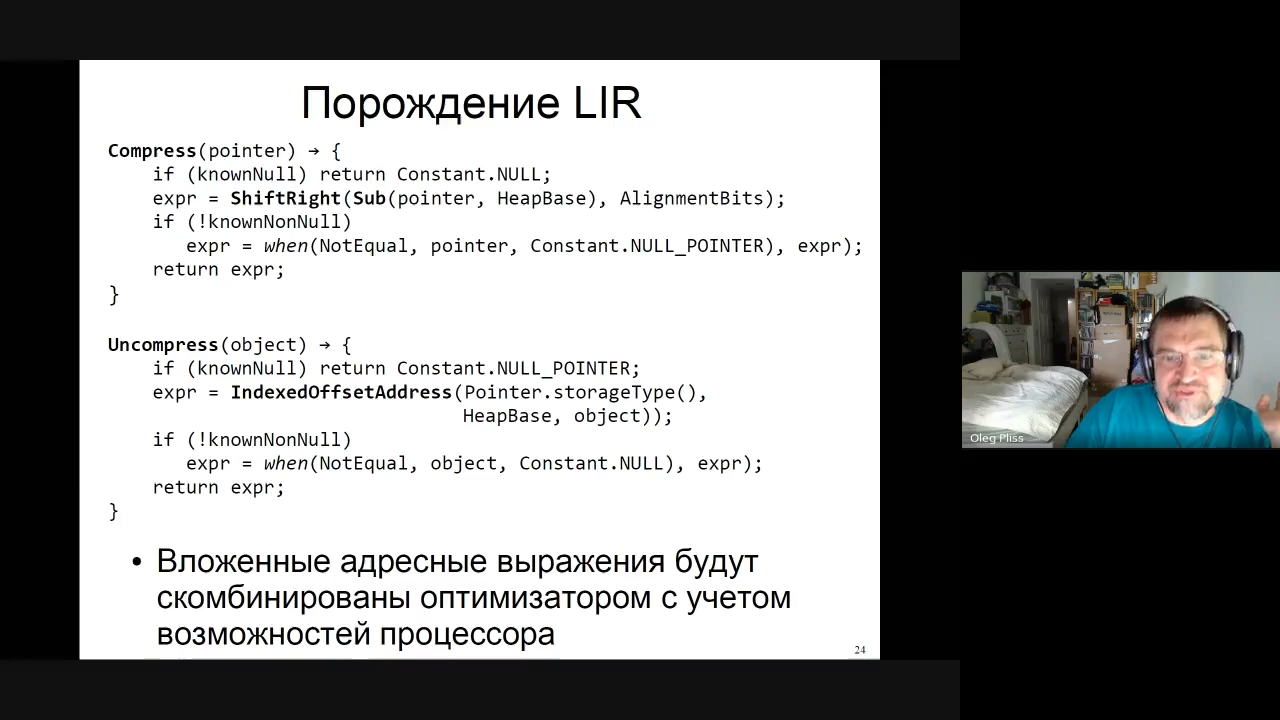 Порождение LIR
Compress(pointer) → {
if (knownNull) return Constant.NULL;
expr = ShiftRight(Sub(pointer, HeapBase), AlignmentBits);
if (!knownNonNull)
expr = when(NotEqual, pointer, Constant.NULL_POINTER), expr);
return expr;
}
Uncompress(object) → {
if (knownNull) return Constant.NULL_POINTER;
expr = IndexedOffsetAddress(Pointer.storageType(),
HeapBase, object));
if (!knownNonNull)
expr = when(NotEqual, object, Constant.NULL), expr);
return expr;
}
• Вложенные адресные выражения будут
скомбинированы оптимизатором с учетом
возможностей процессора
24
Oleg Pliss